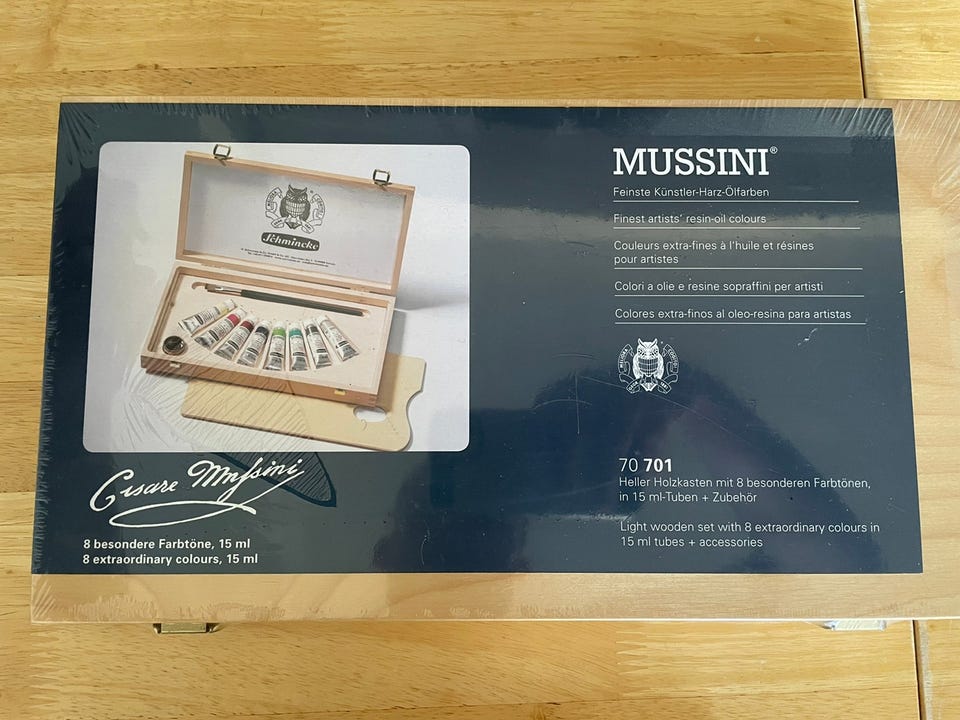 MUSSINI®
Feinste Künstler-Harz-Ölfarben
Finest artists' resin-oil colours
Couleurs extra-fines à l'huile et résines
pour artistes
Colori a olie e resine sopraffini per artisti
Colores extra-finos al oleo-resina para artistas
Schmincke
Cesare Mussini
8 besondere Farbtöne, 15 ml
8 extraordinary colours, 15 ml
70 701
Heller Holzkasten mit 8 besonderen Farbtönen,
in 15 ml-Tuben + Zubehör
Light wooden set with 8 extraordinary colours in
15 ml tubes + accessories